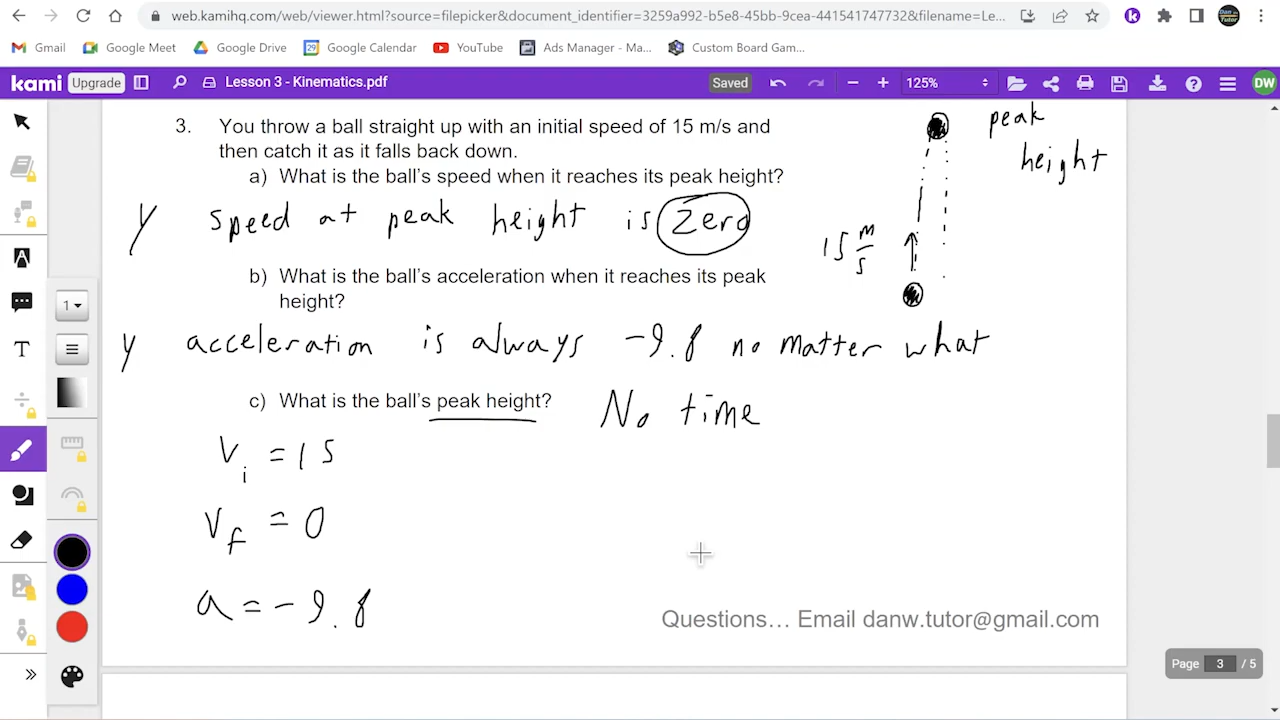 web.kamihq.com/web/viewer.html?source=filepicker&document_identifier=3259a992-b5e8-45bb-9cea-441541747732&filename=Le...
Gmail Google Meet Google Drive Google Calendar YouTube Ads Manager - Ma... Custom Board Gam...
kami Upgrade Lesson 3 - Kinematics.pdf Saved 125% DW
3. You throw a ball straight up with an initial speed of 15 m/s and
then catch it as it falls back down.
peak
height
a) What is the ball's speed when it reaches its peak height?
y speed at peak height is zero
15 m/s
b) What is the ball's acceleration when it reaches its peak
height?
y acceleration is always -9.8 no matter what
c) What is the ball's peak height? No time
Vi = 15
Vf = 0
a = -9.8
Questions... Email danw.tutor@gmail.com
Page 3 / 5
1
A
T